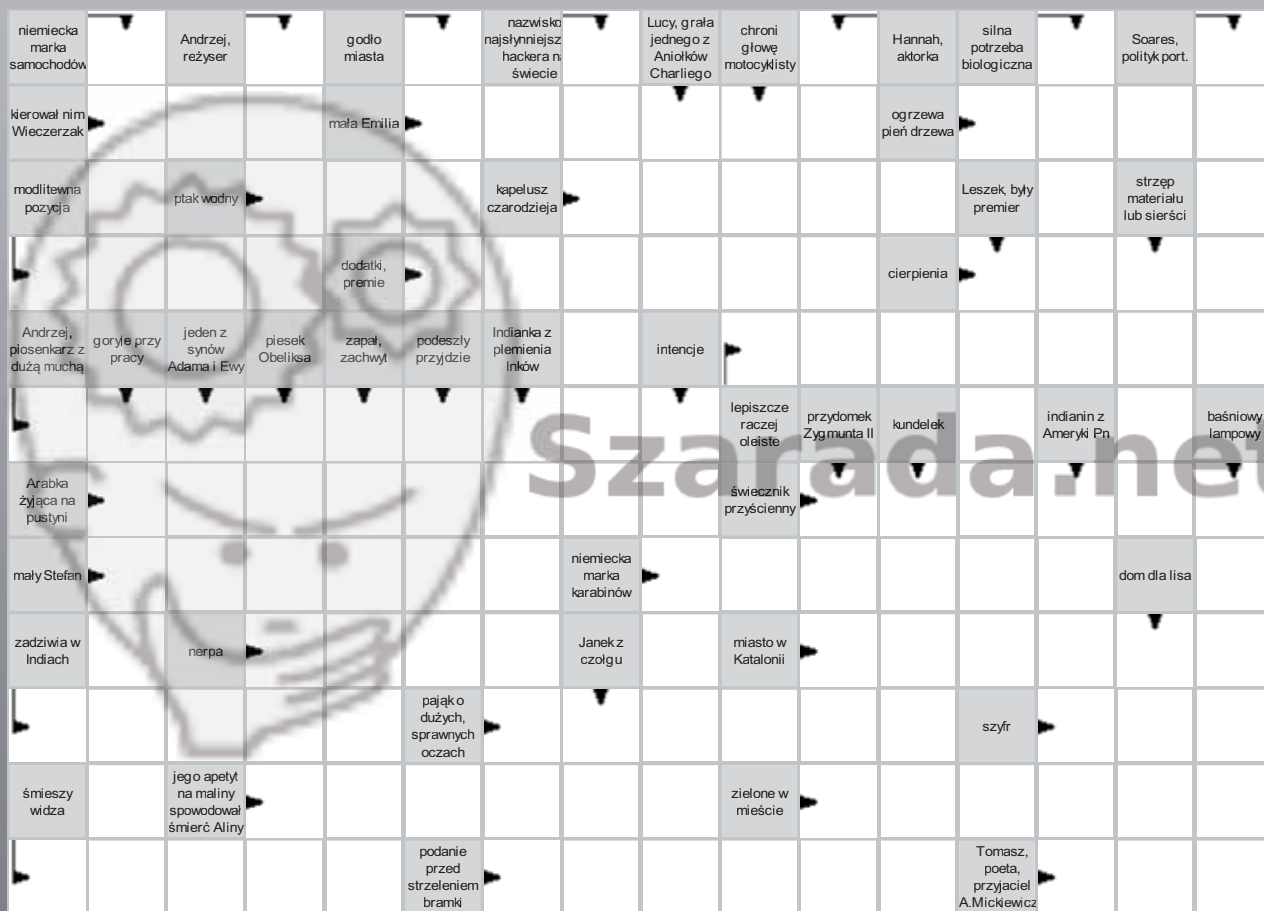 niemiecka
marka
samochodów
Andrzej,
reżyser
godło
miasta
nazwisko
najsłynniejsz
hackera n
świecie
Lucy, grała
jednego z
Aniołków
Charliego
chroni
głowę
motocyklisty
Hannah,
aktorka
silna
potrzeba
biologiczna
Soares,
polityk port.
kierował nim
Wieczerzak
mała Emilia
ogrzewa
pień drzewa
modlitewna
pozycja
ptak wodny
kapelusz
czarodzieja
Leszek, były
premier
strzęp
materiału
lub sierści
dodatki,
premie
cierpienia
Andrzej,
piosenkarz z
dużą muchą
goryle przy
pracy
jeden z
synów
Adama i Ewy
piesek
Obeliksa
zapał,
zachwyt
podeszły
przyjdzie
Indianka z
plemienia
Inków
intencje
lepiszcze
raczej
oleiste
przydomek
Zygmunta II
kundelek
indianin z
Ameryki Pn
baśniowy
lampowy
Szarada.net
Arabka
żyjąca na
pustyni
świecznik
przyścienny
mały Stefan
niemiecka
marka
karabinów
dom dla lisa
zadziwia w
Indiach
nerpa
Janek z
czołgu
miasto w
Katalonii
pająk o
dużych,
sprawnych
oczach
szyfr
śmieszy
widza
jego apetyt
na maliny
spowodował
śmierć Aliny
zielone w
mieście
podanie
przed
strzeleniem
bramki
Tomasz,
poeta,
przyjaciel
A.Mickiewicz